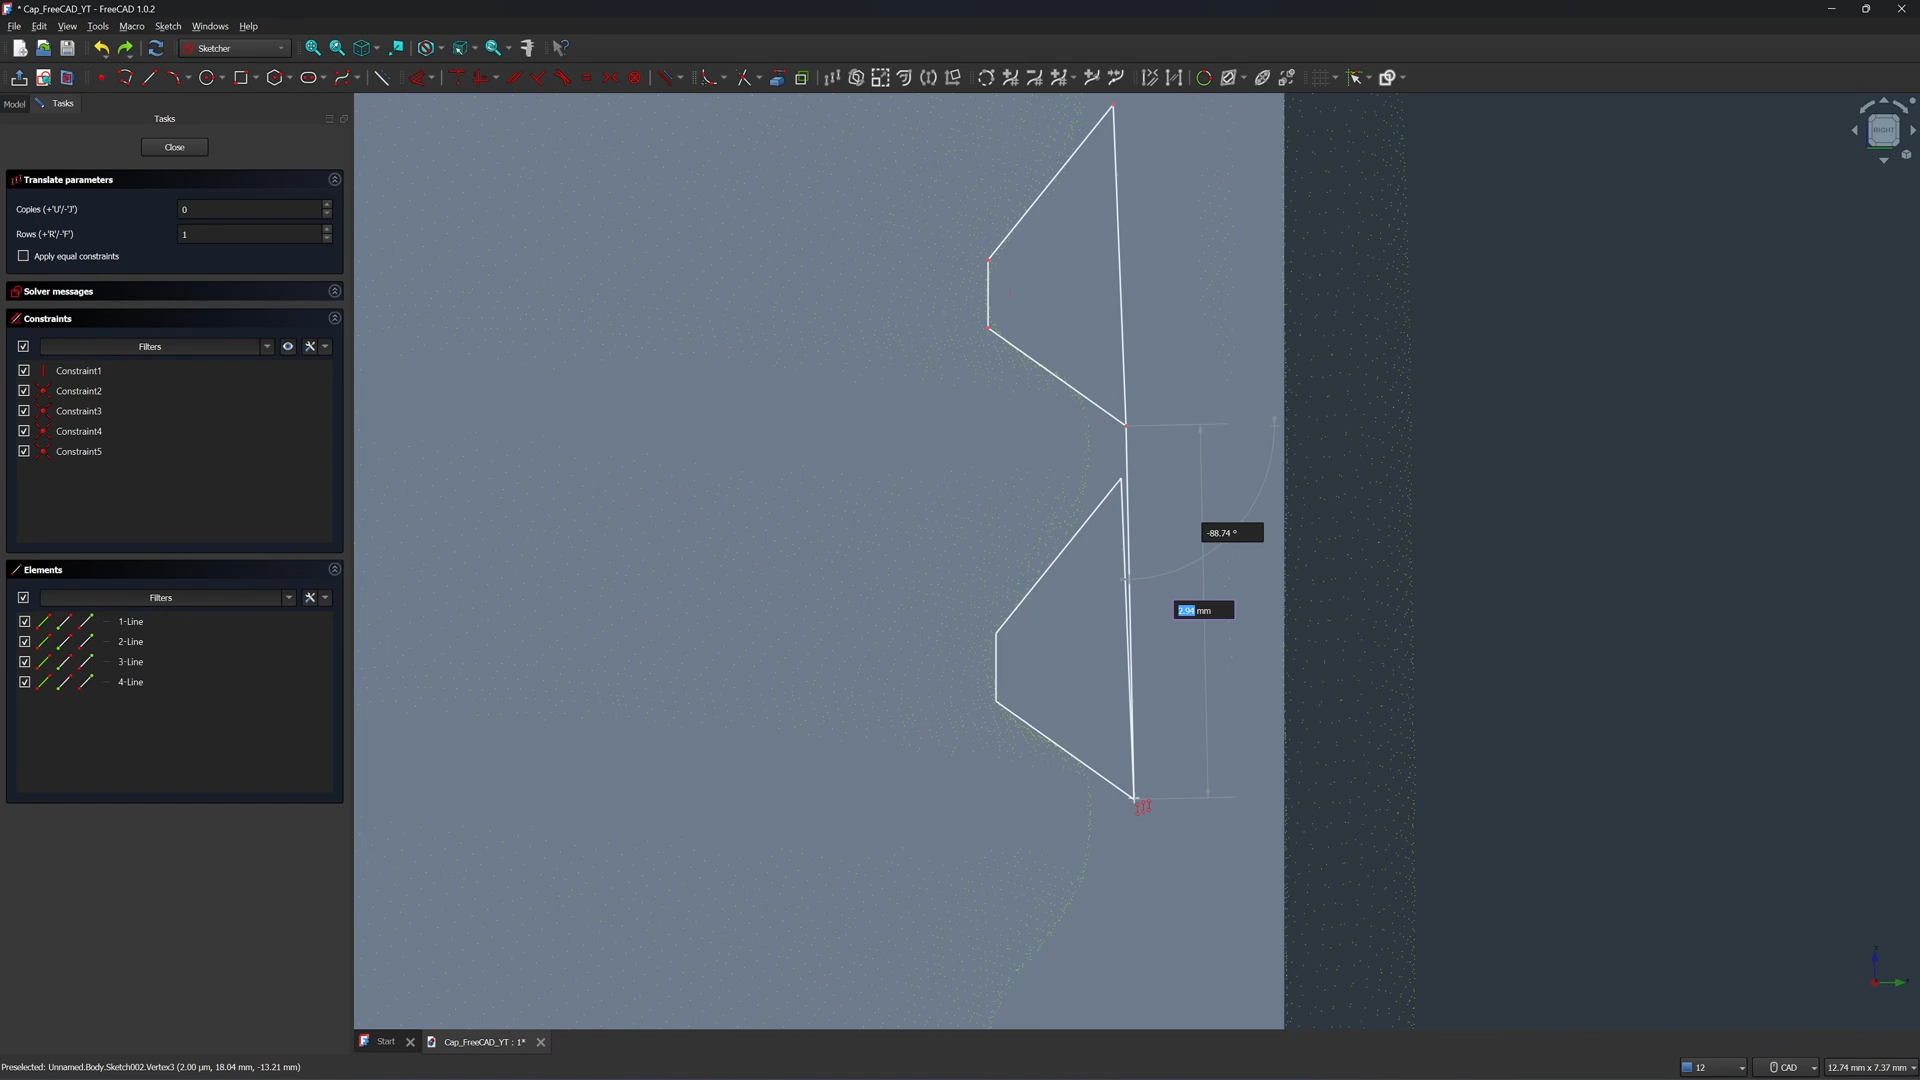 * Cap_FreeCAD_YT - FreeCAD 1.0.2
File Edit View Tools Macro Sketch Windows Help
Sketcher
Model Tasks
Tasks
Close
Translate parameters
Copies (+'U'/-'J') 0
Rows (+'R'/-'F') 1
Apply equal constraints
Solver messages
Constraints
Filters
Constraint1
Constraint2
Constraint3
Constraint4
Constraint5
Elements
Filters
1-Line
2-Line
3-Line
4-Line
RIGHT
-88.74 °
2.94 mm
Start Cap_FreeCAD_YT : 1*
Preselected: Unnamed.Body.Sketch002.Vertex3 (2.00 µm, 18.04 mm, -13.21 mm)
12 CAD 12.74 mm x 7.37 mm